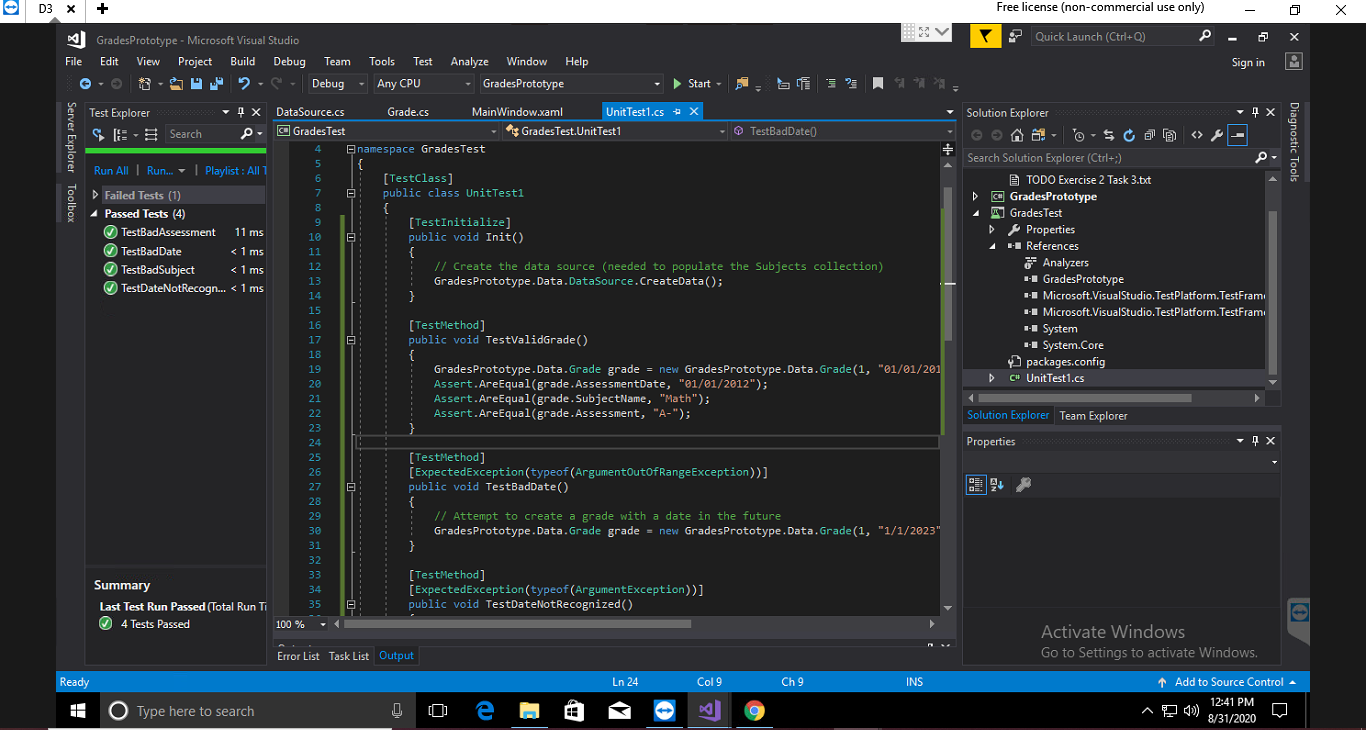 D3
Free license (non-commercial use only)
GradesPrototype - Microsoft Visual Studio
Quick Launch (Ctrl+Q)
File Edit View Project Build Debug Team Tools Test Analyze Window Help
Sign in
Debug Any CPU GradesPrototype Start
Server Explorer
Toolbox
Test Explorer
Search
Run All | Run... | Playlist : All T
Failed Tests (1)
Passed Tests (4)
TestBadAssessment 11 ms
TestBadDate < 1 ms
TestBadSubject < 1 ms
TestDateNotRecogn... < 1 ms
Summary
Last Test Run Passed (Total Run Ti
4 Tests Passed
DataSource.cs Grade.cs MainWindow.xaml UnitTest1.cs
GradesTest GradesTest.UnitTest1 TestBadDate()
4 namespace GradesTest
5 {
6 [TestClass]
7 public class UnitTest1
8 {
9 [TestInitialize]
10 public void Init()
11 {
12 // Create the data source (needed to populate the Subjects collection)
13 GradesPrototype.Data.DataSource.CreateData();
14 }
15
16 [TestMethod]
17 public void TestValidGrade()
18 {
19 GradesPrototype.Data.Grade grade = new GradesPrototype.Data.Grade(1, "01/01/201
20 Assert.AreEqual(grade.AssessmentDate, "01/01/2012");
21 Assert.AreEqual(grade.SubjectName, "Math");
22 Assert.AreEqual(grade.Assessment, "A-");
23 }
24
25 [TestMethod]
26 [ExpectedException(typeof(ArgumentOutOfRangeException))]
27 public void TestBadDate()
28 {
29 // Attempt to create a grade with a date in the future
30 GradesPrototype.Data.Grade grade = new GradesPrototype.Data.Grade(1, "1/1/2023"
31 }
32
33 [TestMethod]
34 [ExpectedException(typeof(ArgumentException))]
35 public void TestDateNotRecognized()
100 %
Error List Task List Output
Solution Explorer
Search Solution Explorer (Ctrl+;)
TODO Exercise 2 Task 3.txt
GradesPrototype
GradesTest
Properties
References
Analyzers
GradesPrototype
Microsoft.VisualStudio.TestPlatform.TestFram
Microsoft.VisualStudio.TestPlatform.TestFram
System
System.Core
packages.config
UnitTest1.cs
Solution Explorer Team Explorer
Properties
Diagnostic Tools
Activate Windows
Go to Settings to activate Windows.
Ready Ln 24 Col 9 Ch 9 INS Add to Source Control
Type here to search
12:41 PM
8/31/2020